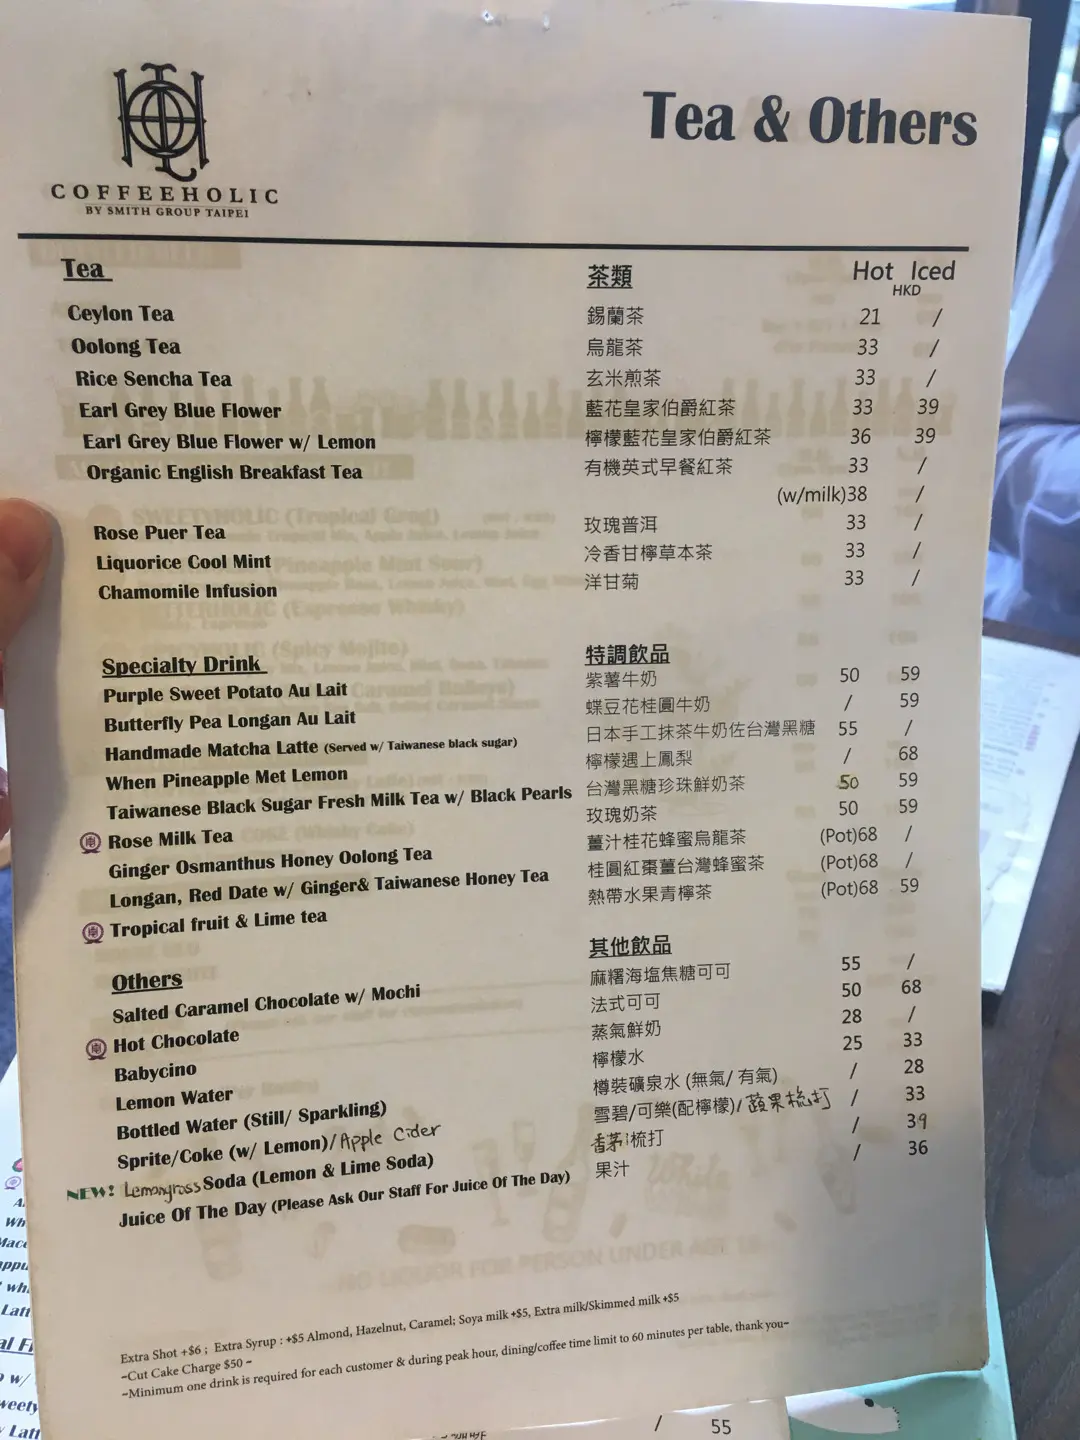 COFFEEHOLIC
BY SMITH GROUP TAIPEI
Tea & Others
Tea 茶類 Hot Iced
HKD
Ceylon Tea 錫蘭茶 21 /
Oolong Tea 烏龍茶 33 /
Rice Sencha Tea 玄米煎茶 33 /
Earl Grey Blue Flower 藍花皇家伯爵紅茶 33 39
Earl Grey Blue Flower w/ Lemon 檸檬藍花皇家伯爵紅茶 36 39
Organic English Breakfast Tea 有機英式早餐紅茶 33 /
(w/milk)38 /
Rose Puer Tea 玫瑰普洱 33 /
Liquorice Cool Mint 冷香甘檸草本茶 33 /
Chamomile Infusion 洋甘菊 33 /
Specialty Drink 特調飲品
Purple Sweet Potato Au Lait 紫薯牛奶 50 59
Butterfly Pea Longan Au Lait 蝶豆花桂圓牛奶 / 59
Handmade Matcha Latte (Served w/ Taiwanese black sugar) 日本手工抹茶牛奶佐台灣黑糖 55 /
When Pineapple Met Lemon 檸檬遇上鳳梨 / 68
Taiwanese Black Sugar Fresh Milk Tea w/ Black Pearls 台灣黑糖珍珠鮮奶茶 50 59
Rose Milk Tea 玫瑰奶茶 50 59
Ginger Osmanthus Honey Oolong Tea 薑汁桂花蜂蜜烏龍茶 (Pot)68 /
Longan, Red Date w/ Ginger& Taiwanese Honey Tea 桂圓紅棗薑台灣蜂蜜茶 (Pot)68 /
Tropical fruit & Lime tea 熱帶水果青檸茶 (Pot)68 59
Others 其他飲品
Salted Caramel Chocolate w/ Mochi 麻糬海塩焦糖可可 55 /
Hot Chocolate 法式可可 50 68
Babycino 蒸氣鮮奶 28 /
Lemon Water 檸檬水 25 33
Bottled Water (Still/ Sparkling) 樽裝礦泉水 (無氣/ 有氣) / 28
Sprite/Coke (w/ Lemon)/Apple Cider 雪碧/可樂(配檸檬)/蘋果梳打 / 33
NEW! Lemongrass Soda (Lemon & Lime Soda) 香茅梳打 / 39
Juice Of The Day (Please Ask Our Staff For Juice Of The Day) 果汁 / 36
NO LIQUOR FOR PERSON UNDER AGE 18
Extra Shot +$6 ; Extra Syrup : +$5 Almond, Hazelnut, Caramel; Soya milk +$5, Extra milk/Skimmed milk +$5
~Cut Cake Charge $50 ~
~Minimum one drink is required for each customer & during peak hour, dining/coffee time limit to 60 minutes per table, thank you~
/ 55